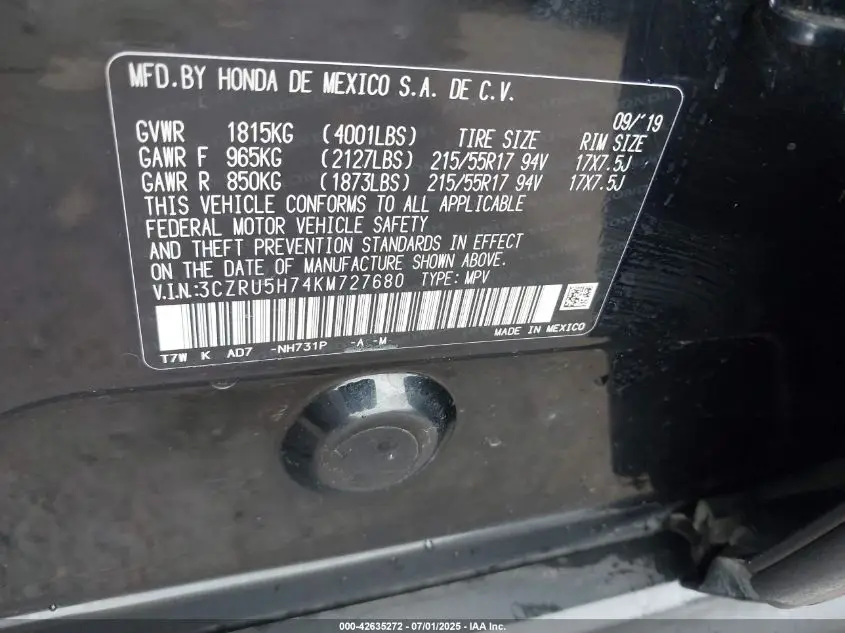 MFD.BY HONDA DE MEXICO S.A. DE C.V.
09/'19
GVWR 1815KG (4001LBS) TIRE SIZE RIM SIZE
GAWR F 965KG (2127LBS) 215/55R17 94V 17X7.5J
GAWR R 850KG (1873LBS) 215/55R17 94V 17X7.5J
THIS VEHICLE CONFORMS TO ALL APPLICABLE
FEDERAL MOTOR VEHICLE SAFETY
AND THEFT PREVENTION STANDARDS IN EFFECT
ON THE DATE OF MANUFACTURE SHOWN ABOVE.
V.I.N:3CZRU5H74KM727680 TYPE: MPV
MADE IN MEXICO
T7W K AD7 -NH731P -A -M
000-42635272 - 07/01/2025 - IAA Inc.